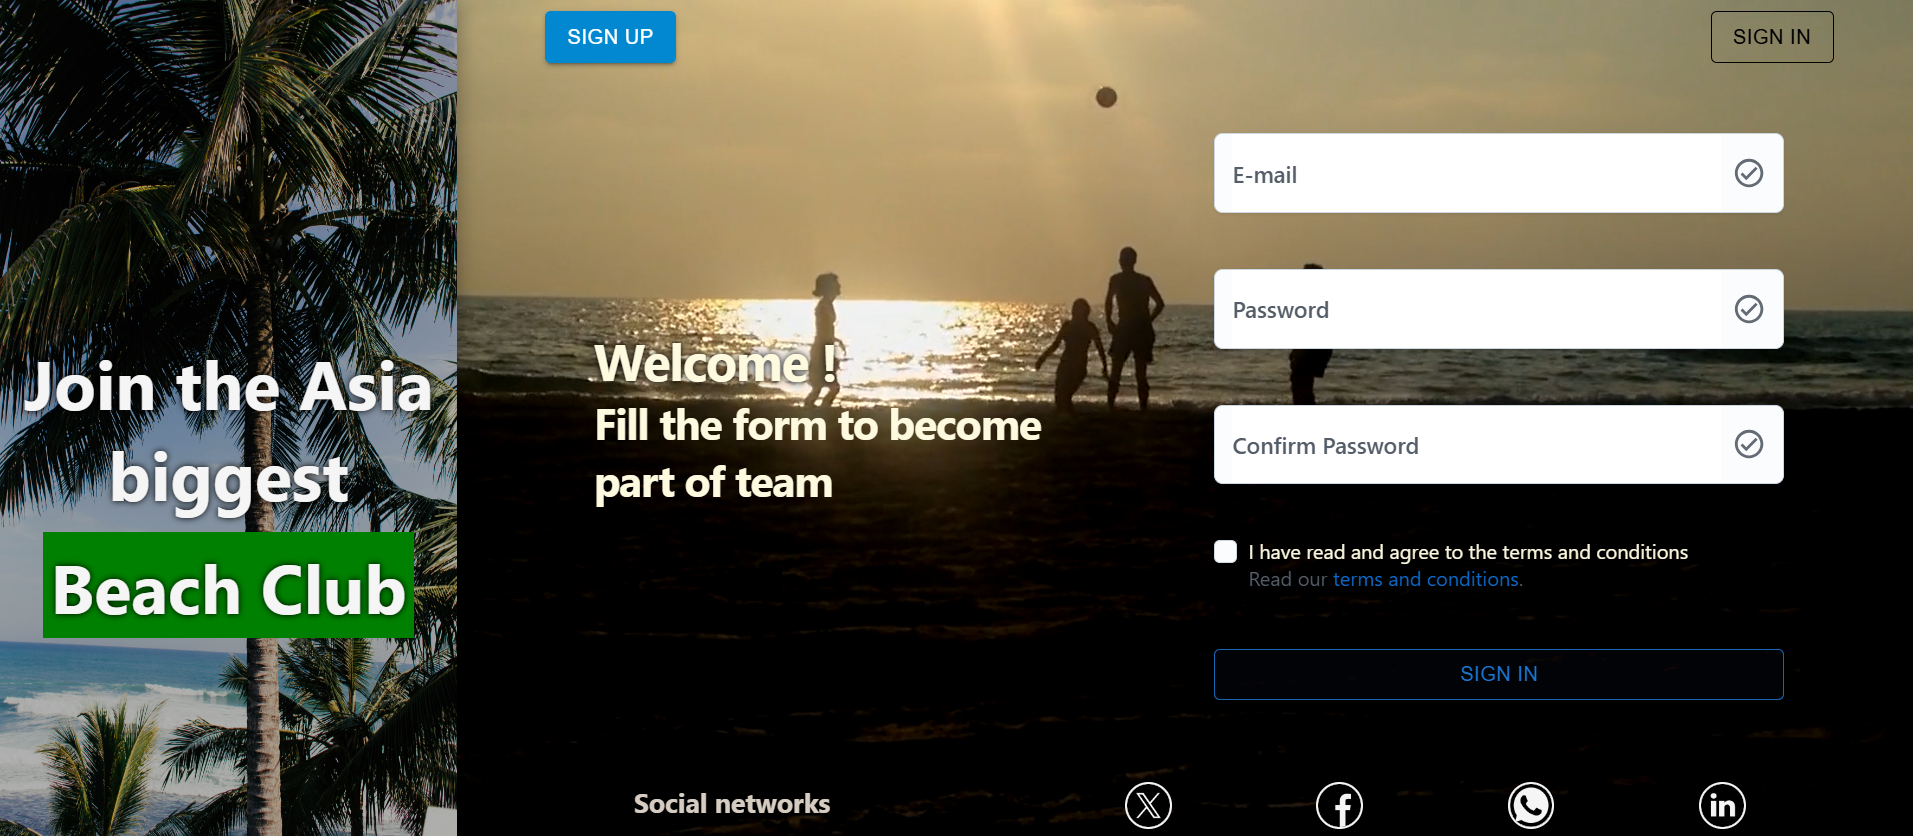 Join the Asia
biggest
Beach Club
SIGN UP
SIGN IN
Welcome !
Fill the form to become
part of team
E-mail
Password
Confirm Password
I have read and agree to the terms and conditions
Read our terms and conditions.
SIGN IN
Social networks